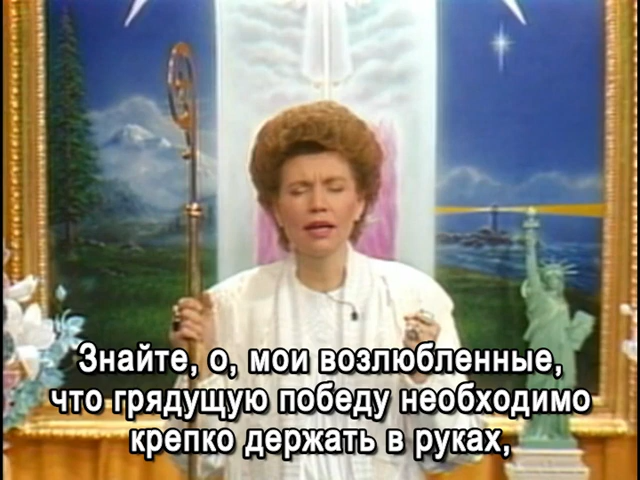 Знайте, о, мои возлюбленные,
что грядущую победу необходимо
крепко держать в руках,